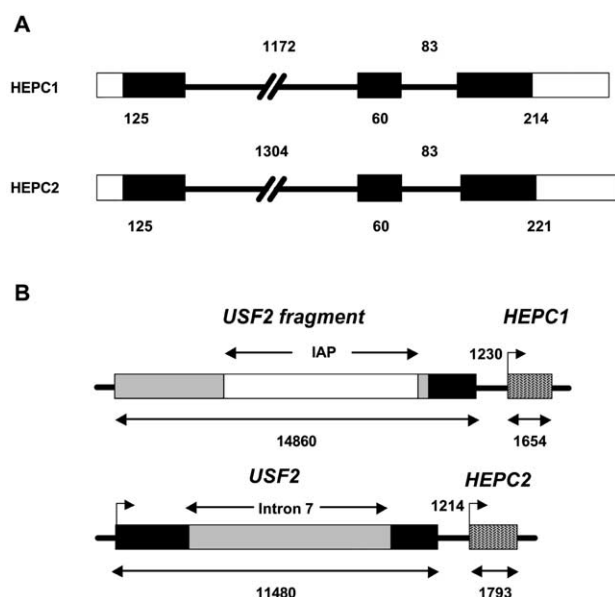 A
1172 83
HEPC1
125 60 214
1304 83
HEPC2
125 60 221
B
USF2 fragment HEPC1
IAP 1230
14860 1654
USF2 HEPC2
Intron 7 1214
11480 1793